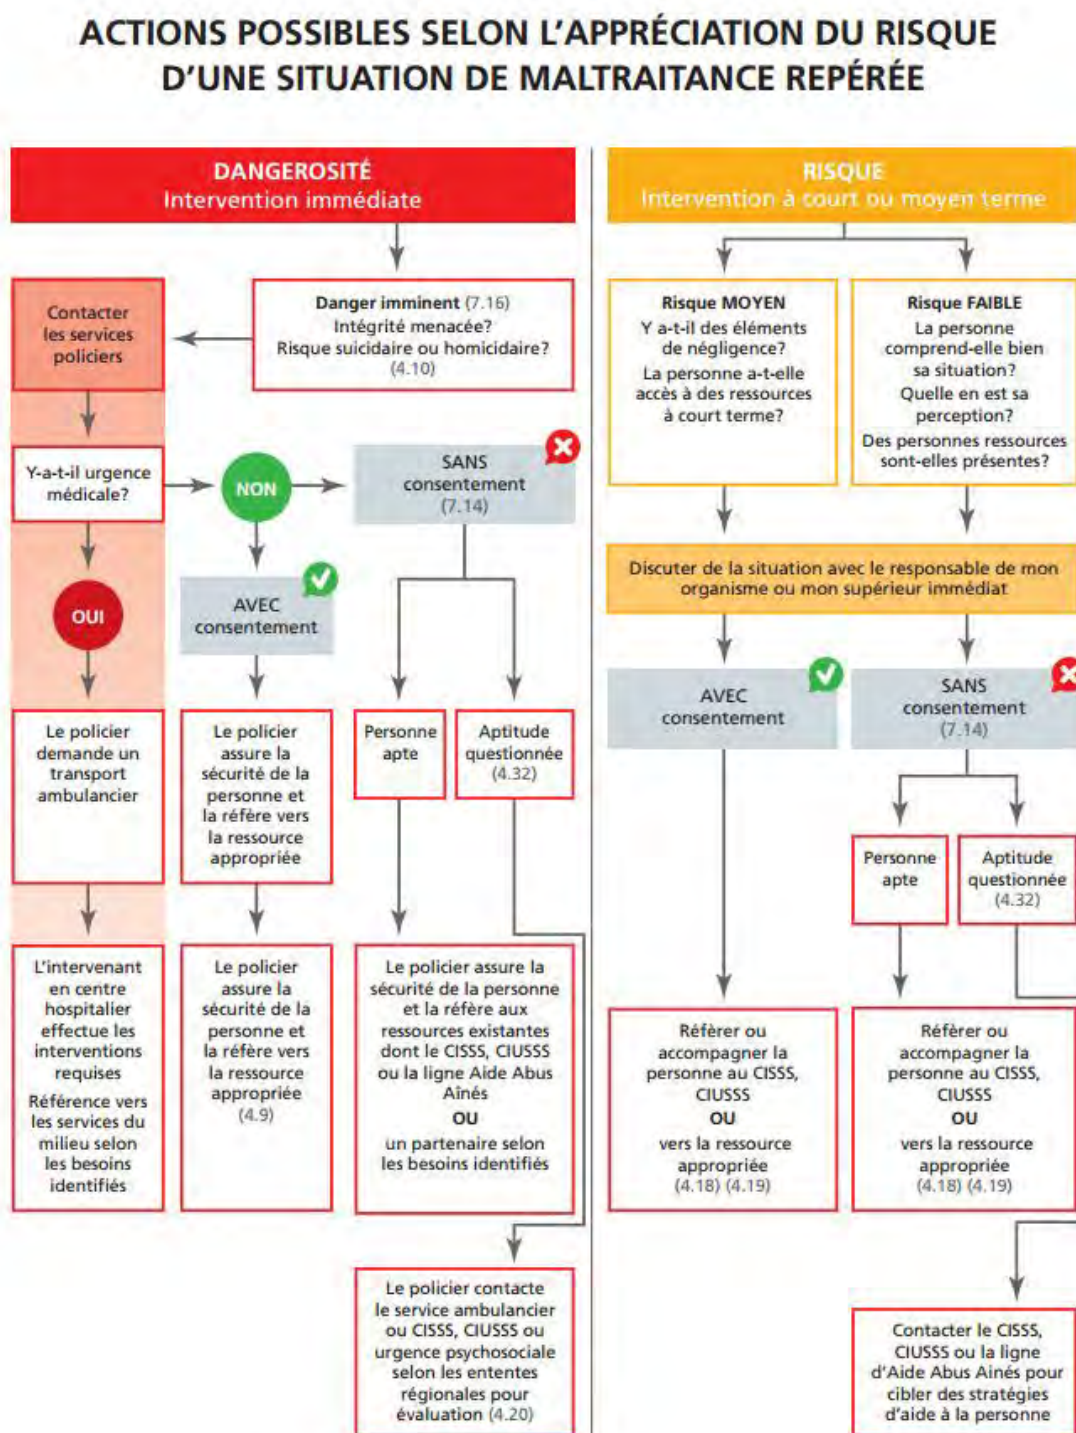 ACTIONS POSSIBLES SELON L'APPRÉCIATION DU RISQUE
D'UNE SITUATION DE MALTRAITANCE REPÉRÉE
DANGEROSITÉ
Intervention immédiate
Contacter
les services
policiers
Danger imminent (7.16)
Intégrité menacée?
Risque suicidaire ou homicidaire?
(4.10)
Y-a-t-il urgence
médicale?
NON
SANS
consentement
(7.14)
OUI
AVEC
consentement
Le policier
demande un
transport
ambulancier
Le policier
assure la
sécurité de la
personne et
la réfère vers
la ressource
appropriée
Personne
apte
Aptitude
questionnée
(4.32)
L'intervenant
en centre
hospitalier
effectue les
interventions
requises
Référence vers
les services du
milieu selon
les besoins
identifiés
Le policier
assure la
sécurité de la
personne et
la réfère vers
la ressource
appropriée
(4.9)
Le policier assure la
sécurité de la personne
et la réfère aux
ressources existantes
dont le CISSS, CIUSSS
ou la ligne Aide Abus
Aînés
OU
un partenaire selon
les besoins identifiés
Le policier contacte
le service ambulancier
ou CISSS, CIUSSS ou
urgence psychosociale
selon les ententes
régionales pour
évaluation (4.20)
RISQUE
Intervention à court ou moyen terme
Risque MOYEN
Y a-t-il des éléments
de négligence?
La personne a-t-elle
accès à des ressources
à court terme?
Risque FAIBLE
La personne
comprend-elle bien
sa situation?
Quelle en est sa
perception?
Des personnes ressources
sont-elles présentes?
Discuter de la situation avec le responsable de mon
organisme ou mon supérieur immédiat
AVEC
consentement
SANS
consentement
(7.14)
Personne
apte
Aptitude
questionnée
(4.32)
Réfèrer ou
accompagner la
personne au CISSS,
CIUSSS
OU
vers la ressource
appropriée
(4.18) (4.19)
Réfèrer ou
accompagner la
personne au CISSS,
CIUSSS
OU
vers la ressource
appropriée
(4.18) (4.19)
Contacter le CISSS,
CIUSSS ou la ligne
d'Aide Abus Ainés pour
cibler des stratégies
d'aide à la personne